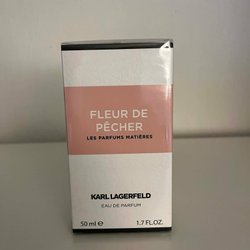 FLEUR DE
PÊCHER
LES PARFUMS MATIÈRES
KARL LAGERFELD
EAU DE PARFUM
50 ml e 1.7 FL.OZ.